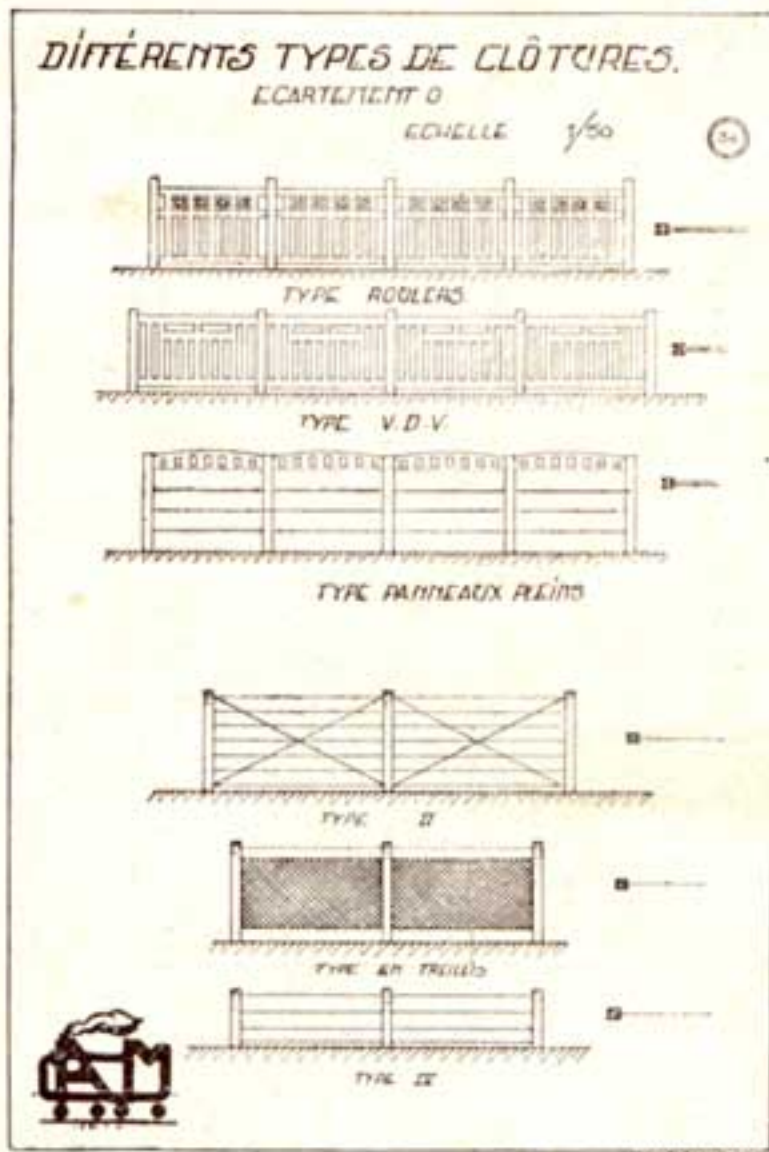 DIFFÉRENTS TYPES DE CLÔTURES.
ECARTEMENT O
ECHELLE 1/50
TYPE ROULERS
TYPE V.D.V.
TYPE PANNEAUX PLEINS
TYPE II
TYPE EN TREILLIS
TYPE IV